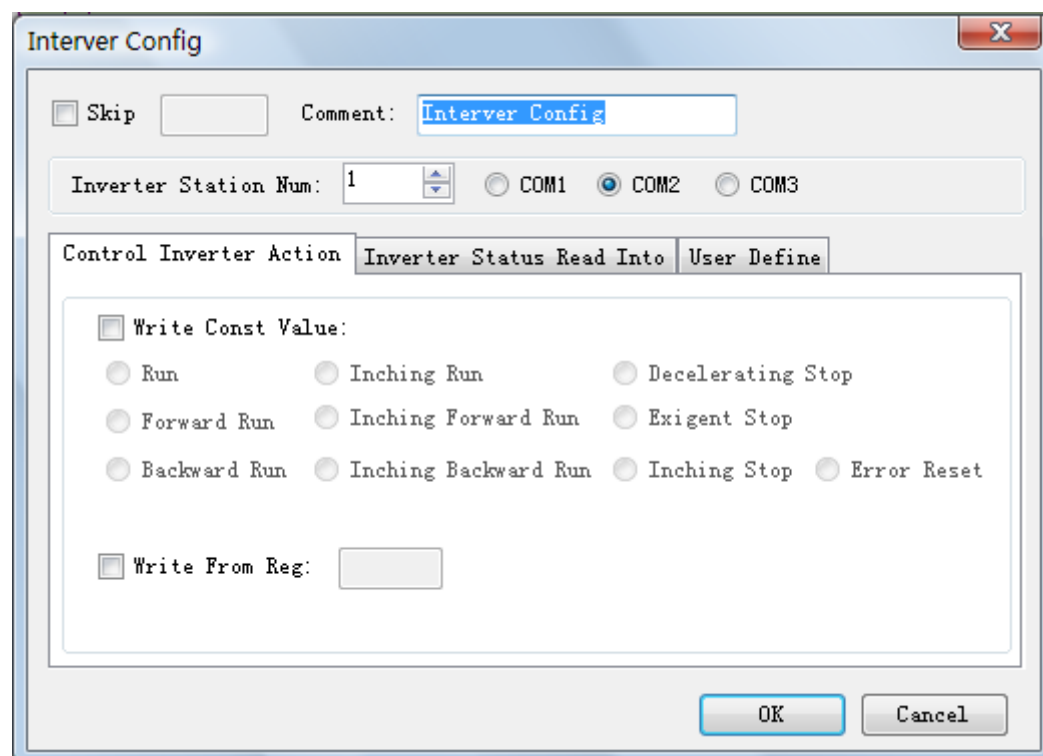 Interver Config
Skip Comment: Interver Config
Inverter Station Num: 1 COM1 COM2 COM3
Control Inverter Action Inverter Status Read Into User Define
Write Const Value:
Run Inching Run Decelerating Stop
Forward Run Inching Forward Run Exigent Stop
Backward Run Inching Backward Run Inching Stop Error Reset
Write From Reg:
OK Cancel